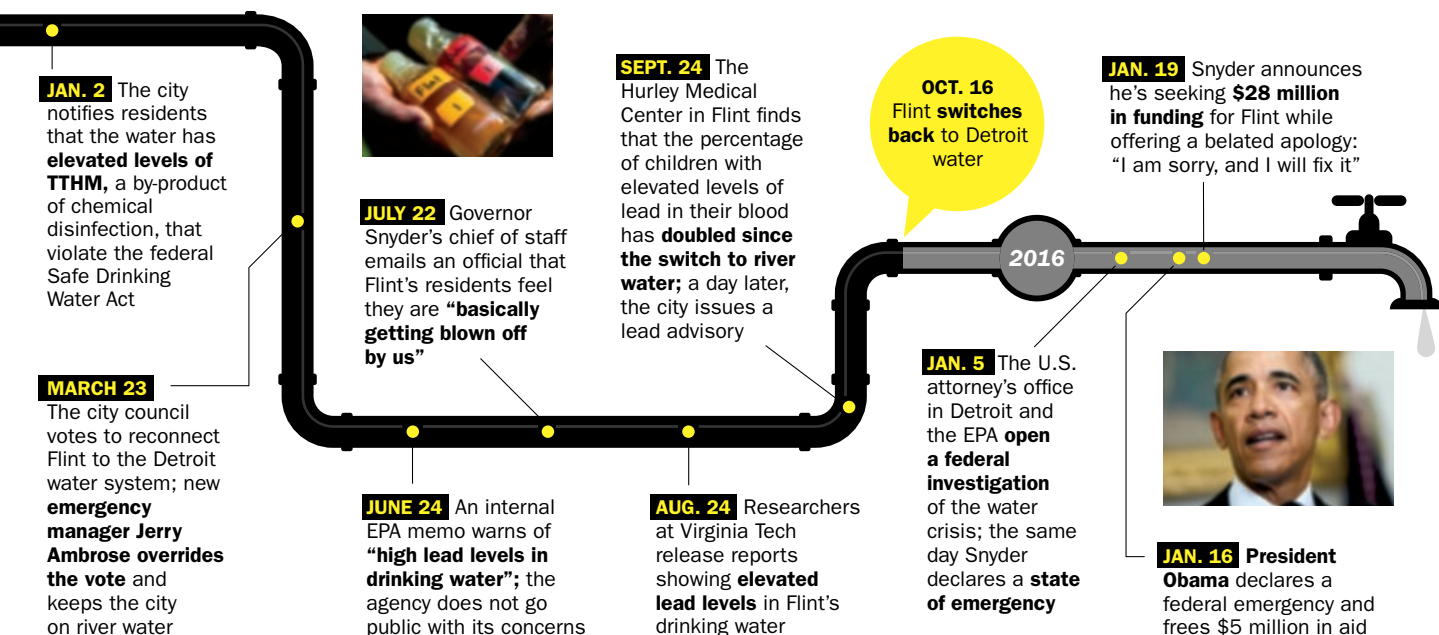 JAN. 2 The city
notifies residents
that the water has
elevated levels of
TTHM, a by-product
of chemical
disinfection, that
violate the federal
Safe Drinking
Water Act
MARCH 23
The city council
votes to reconnect
Flint to the Detroit
water system; new
emergency
manager Jerry
Ambrose overrides
the vote and
keeps the city
on river water
JUNE 24 An internal
EPA memo warns of
“high lead levels in
drinking water”; the
agency does not go
public with its concerns
JULY 22 Governor
Snyder’s chief of staff
emails an official that
Flint’s residents feel
they are “basically
getting blown off
by us”
AUG. 24 Researchers
at Virginia Tech
release reports
showing elevated
lead levels in Flint’s
drinking water
SEPT. 24 The
Hurley Medical
Center in Flint finds
that the percentage
of children with
elevated levels of
lead in their blood
has doubled since
the switch to river
water; a day later,
the city issues a
lead advisory
OCT. 16
Flint switches
back to Detroit
water
2016
JAN. 5 The U.S.
attorney’s office
in Detroit and
the EPA open
a federal
investigation
of the water
crisis; the same
day Snyder
declares a state
of emergency
JAN. 16 President
Obama declares a
federal emergency and
frees $5 million in aid
JAN. 19 Snyder announces
he’s seeking $28 million
in funding for Flint while
offering a belated apology:
“I am sorry, and I will fix it”